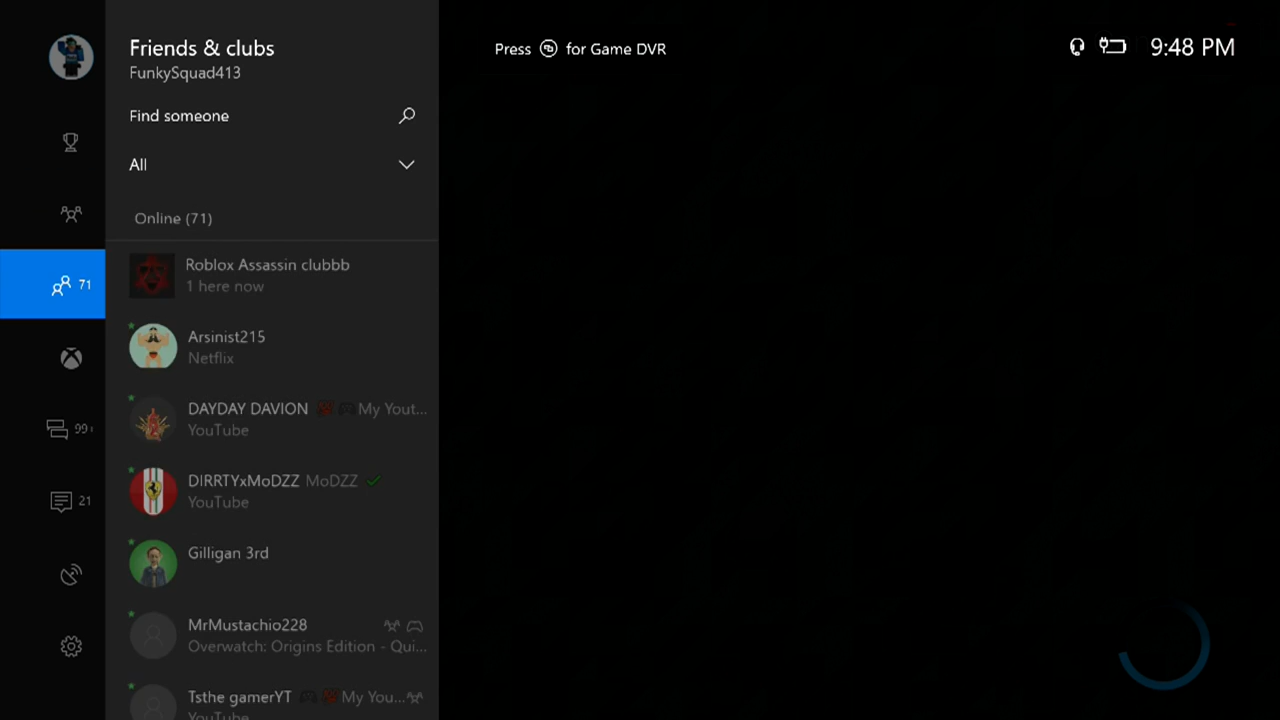 Friends & clubs
FunkySquad413
Find someone
All
Online (71)
Roblox Assassin clubbb
1 here now
Arsinist215
Netflix
DAYDAY DAVION My Yout...
YouTube
DIRRTYxMoDZZ MoDZZ
YouTube
Gilligan 3rd
MrMustachio228
Overwatch: Origins Edition - Qui...
Tsthe gamerYT My You...
YouTube
71
99+
21
Press for Game DVR
9:48 PM